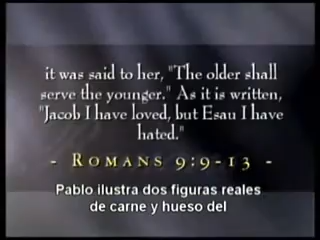 it was said to her, "The older shall
serve the younger." As it is written,
"Jacob I have loved, but Esau I have
hated."
- ROMANS 9:9-13 -
Pablo ilustra dos figuras reales
de carne y hueso del